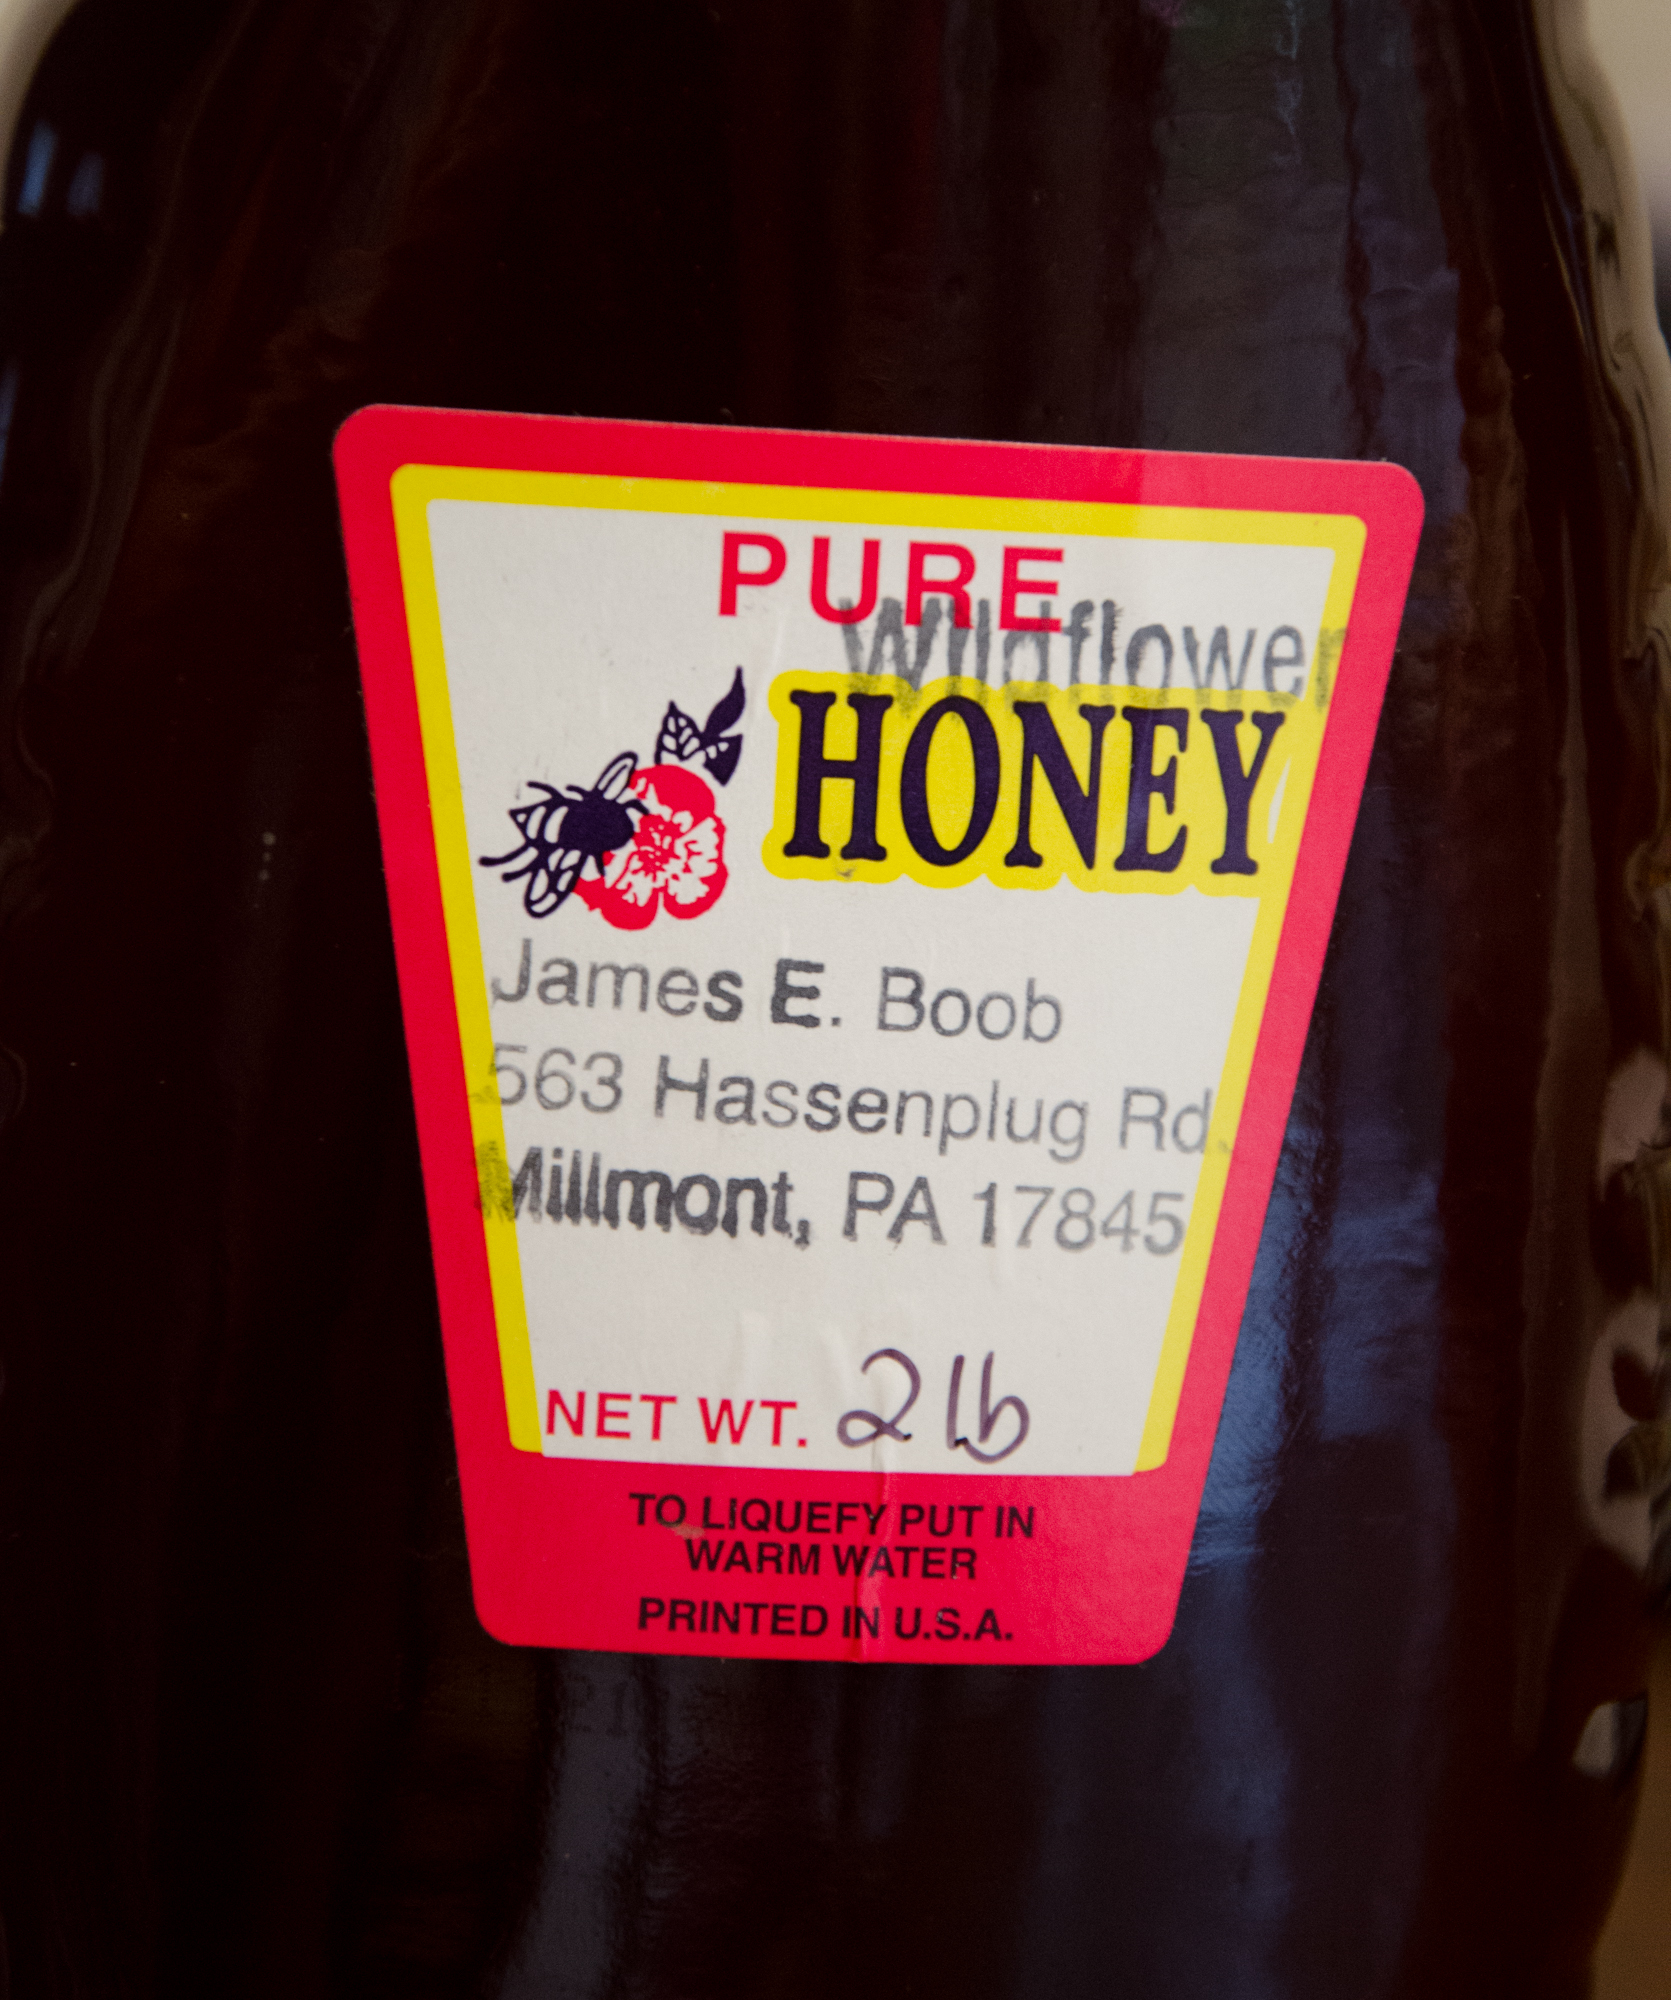 PURE
Wildflower
HONEY
James E. Boob
563 Hassenplug Rd.
Millmont, PA 17845
NET WT. 2 lb
TO LIQUEFY PUT IN
WARM WATER
PRINTED IN U.S.A.